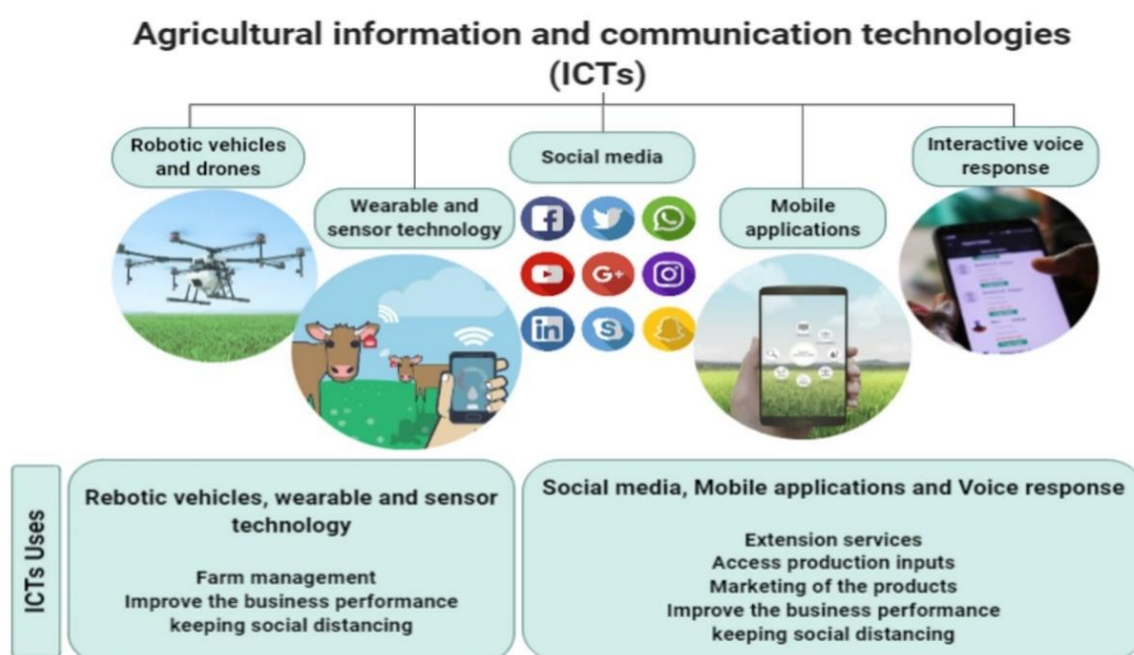 Agricultural information and communication technologies
(ICTs)
Robotic vehicles
and drones
Wearable and
sensor technology
Social media
Mobile
applications
Interactive voice
response
ICTs Uses
Rebotic vehicles, wearable and sensor
technology
Farm management
Improve the business performance
keeping social distancing
Social media, Mobile applications and Voice response
Extension services
Access production inputs
Marketing of the products
Improve the business performance
keeping social distancing